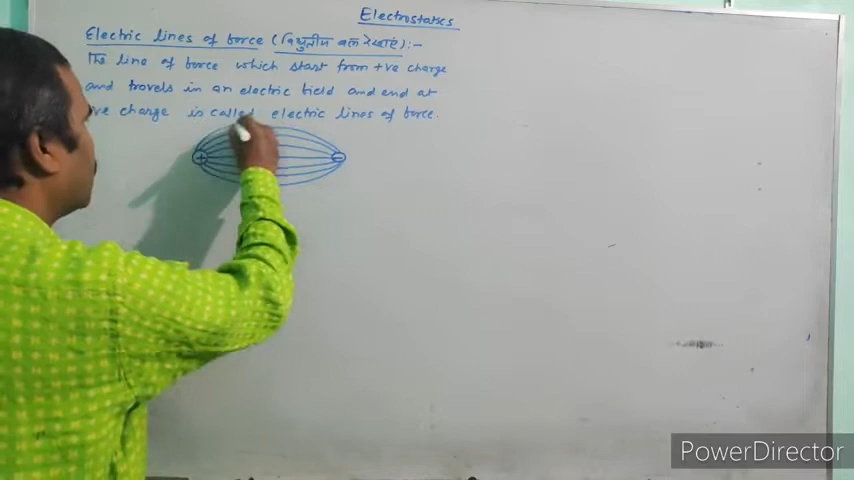 Electrostatics
Electric lines of force (विद्युतीय बल रेखाएं):-
The line of force which start from +ve charge
and travels in an electric field and end at
ve charge is called electric lines of force.
+ −
PowerDirector